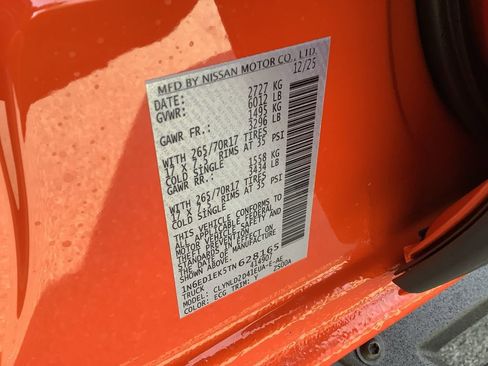 MFD BY NISSAN MOTOR CO., LTD.
DATE: 12/25
GVWR: 2727 KG
6012 LB
GAWR FR.: 1495 KG
3296 LB
WITH 265/70R17 TIRES
17 X 7.5 RIMS AT 35 PSI
COLD SINGLE
GAWR RR.: 1558 KG
3434 LB
WITH 265/70R17 TIRES
17 X 7.5 RIMS AT 35 PSI
COLD SINGLE
THIS VEHICLE CONFORMS TO
ALL APPLICABLE FEDERAL
MOTOR VEHICLE SAFETY AND
THEFT PREVENTION STANDARDS
IN EFFECT ON THE
DATE OF MANUFACTURE
SHOWN ABOVE.
1N6ED1EK5TN628165
TRUCK
MODEL: CLYNLD2D41EUA-E-AE
COLOR: ECG TRIM: Y